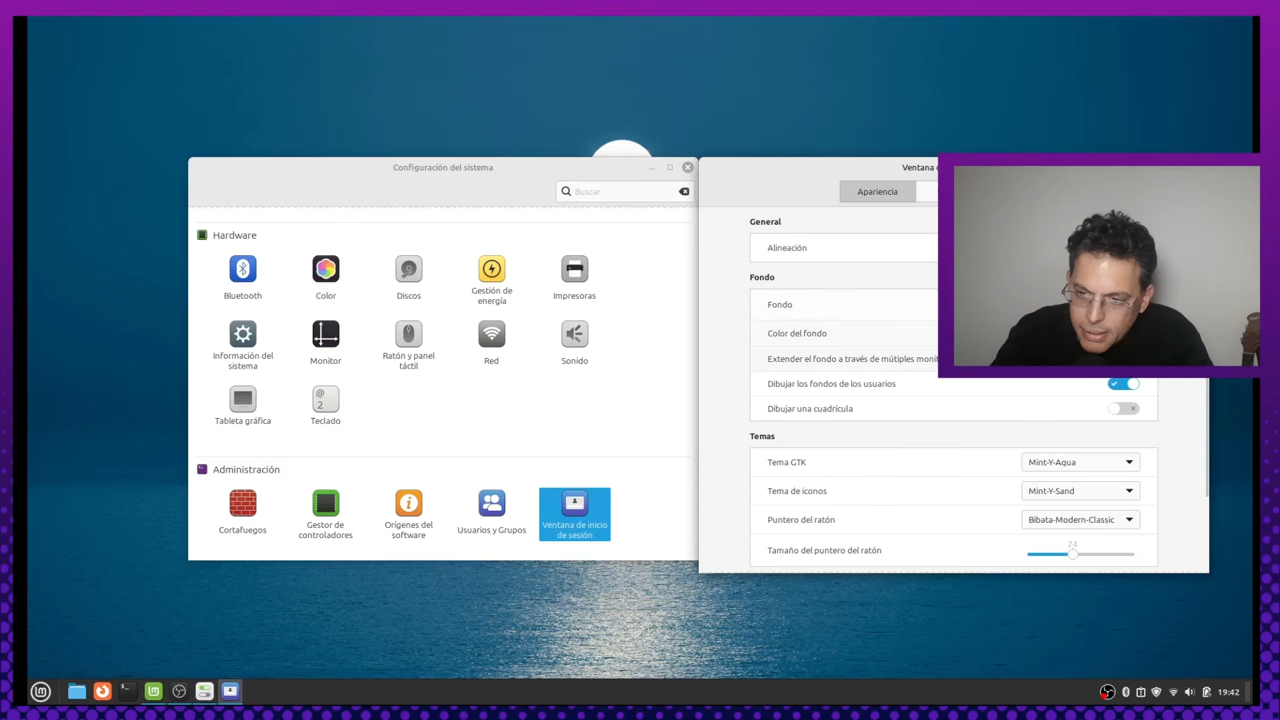 Configuración del sistema
Buscar
Hardware
Bluetooth
Color
Discos
Gestión de
energía
Impresoras
Información del
sistema
Monitor
Ratón y panel
táctil
Red
Sonido
Tableta gráfica
@
2
Teclado
Administración
Cortafuegos
Gestor de
controladores
Orígenes del
software
Usuarios y Grupos
Ventana de inicio
de sesión
Ventana
Apariencia
General
Alineación
Fondo
Fondo
Color del fondo
Extender el fondo a través de mútiples
Dibujar los fondos de los usuarios
Dibujar una cuadrícula
Temas
Tema GTK
Mint-Y-Aqua
Tema de iconos
Mint-Y-Sand
Puntero del ratón
Bibata-Modern-Classic
Tamaño del puntero del ratón
24
19:42